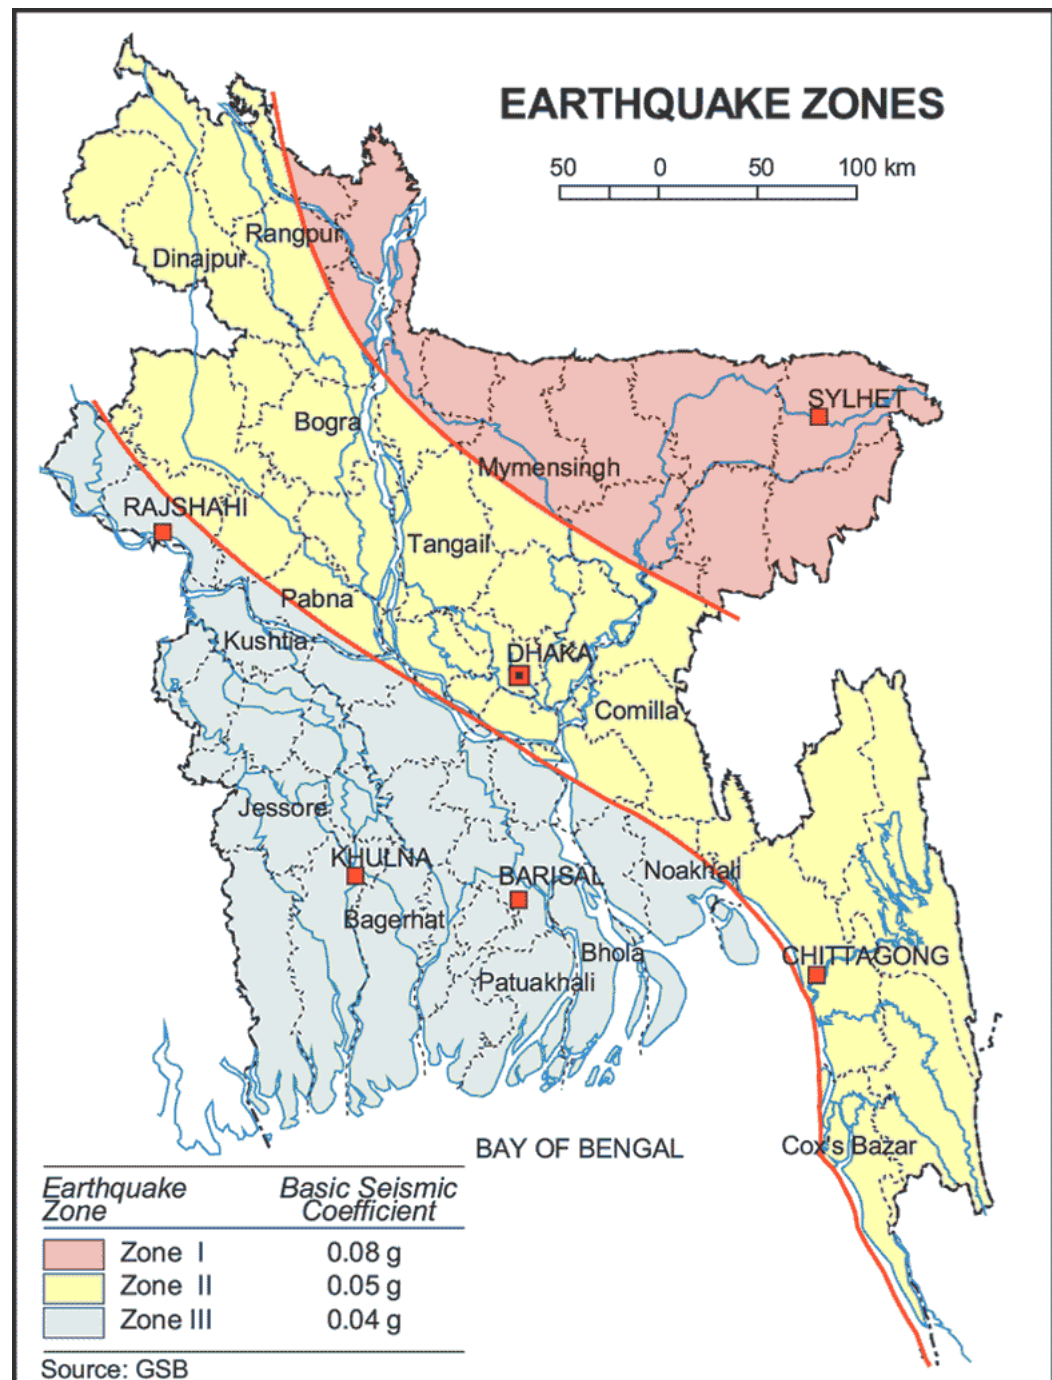 EARTHQUAKE ZONES
50 0 50 100 km
Rangpur
Dinajpur
SYLHET
Bogra
Mymensingh
RAJSHAHI
Tangail
Pabna
Kushtia
DHAKA
Comilla
Jessore
KHULNA
BARISAL
Noakhali
Bagerhat
Bhola
CHITTAGONG
Patuakhali
BAY OF BENGAL
Cox's Bazar
Earthquake Zone
Basic Seismic Coefficient
Zone I 0.08 g
Zone II 0.05 g
Zone III 0.04 g
Source: GSB